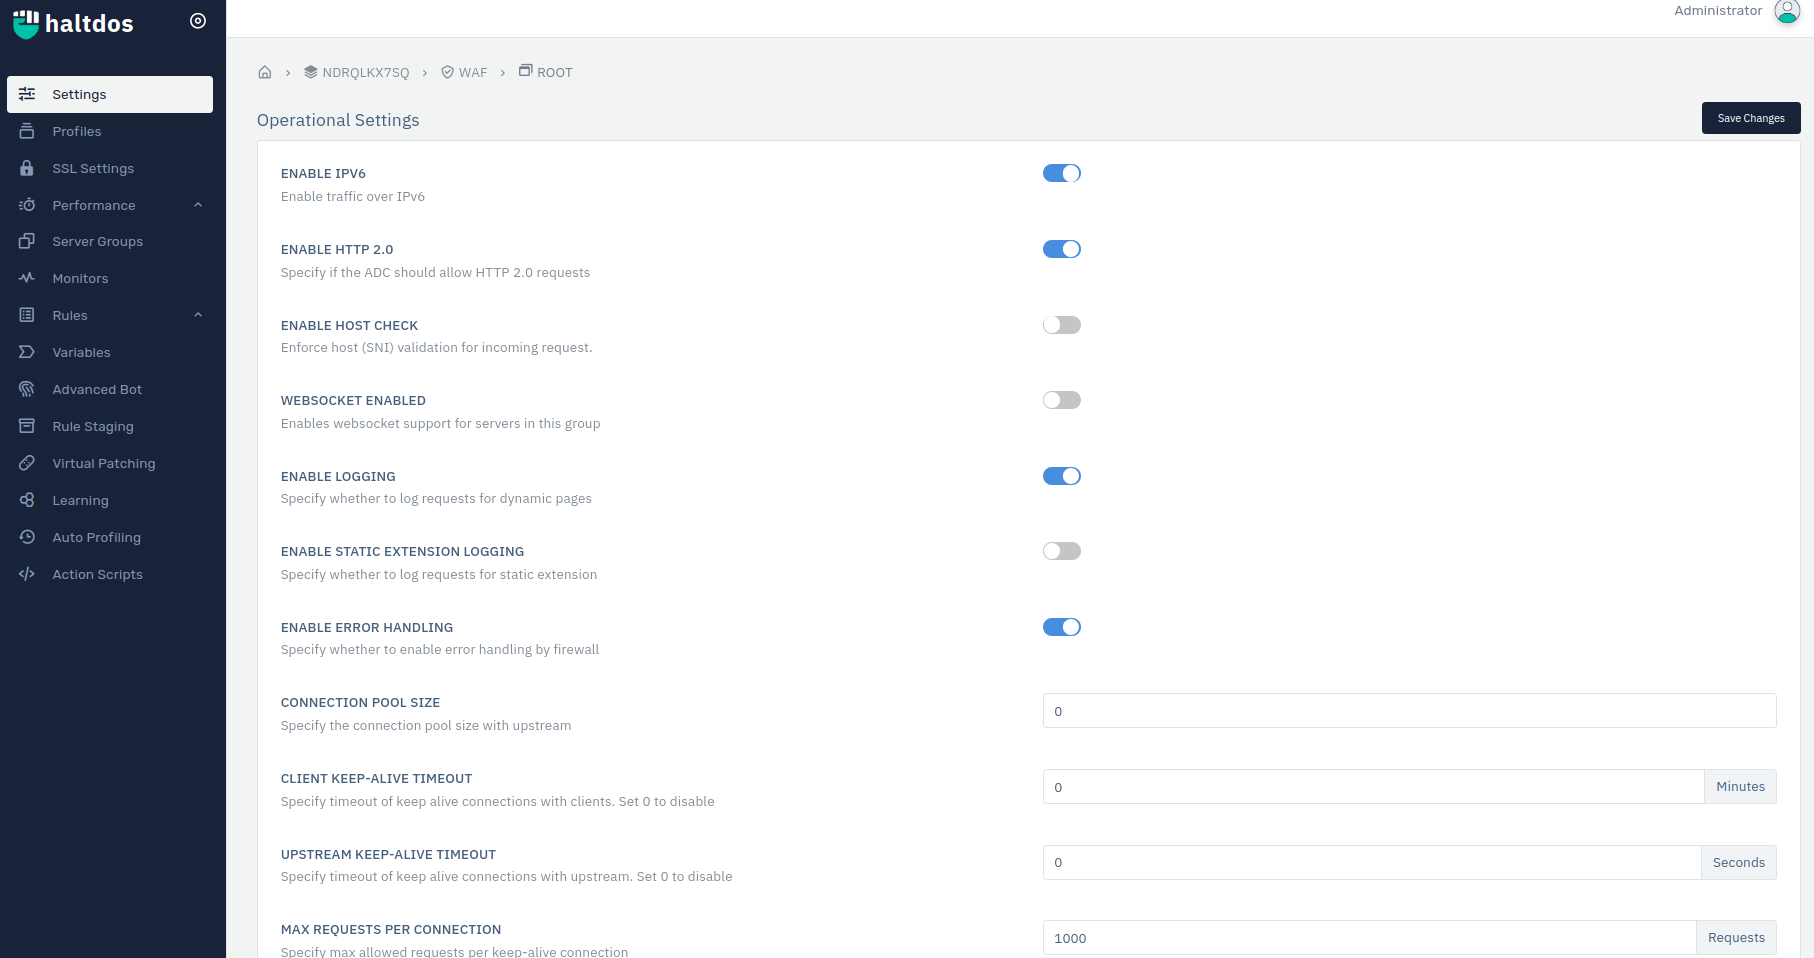 haltdos
Administrator
Settings
Profiles
SSL Settings
Performance
Server Groups
Monitors
Rules
Variables
Advanced Bot
Rule Staging
Virtual Patching
Learning
Auto Profiling
Action Scripts
NDRQLKX7SQ > WAF > ROOT
Operational Settings
Save Changes
ENABLE IPV6
Enable traffic over IPv6
ENABLE HTTP 2.0
Specify if the ADC should allow HTTP 2.0 requests
ENABLE HOST CHECK
Enforce host (SNI) validation for incoming request.
WEBSOCKET ENABLED
Enables websocket support for servers in this group
ENABLE LOGGING
Specify whether to log requests for dynamic pages
ENABLE STATIC EXTENSION LOGGING
Specify whether to log requests for static extension
ENABLE ERROR HANDLING
Specify whether to enable error handling by firewall
CONNECTION POOL SIZE
Specify the connection pool size with upstream
0
CLIENT KEEP-ALIVE TIMEOUT
Specify timeout of keep alive connections with clients. Set 0 to disable
0 Minutes
UPSTREAM KEEP-ALIVE TIMEOUT
Specify timeout of keep alive connections with upstream. Set 0 to disable
0 Seconds
MAX REQUESTS PER CONNECTION
Specify max allowed requests per keep-alive connection
1000 Requests